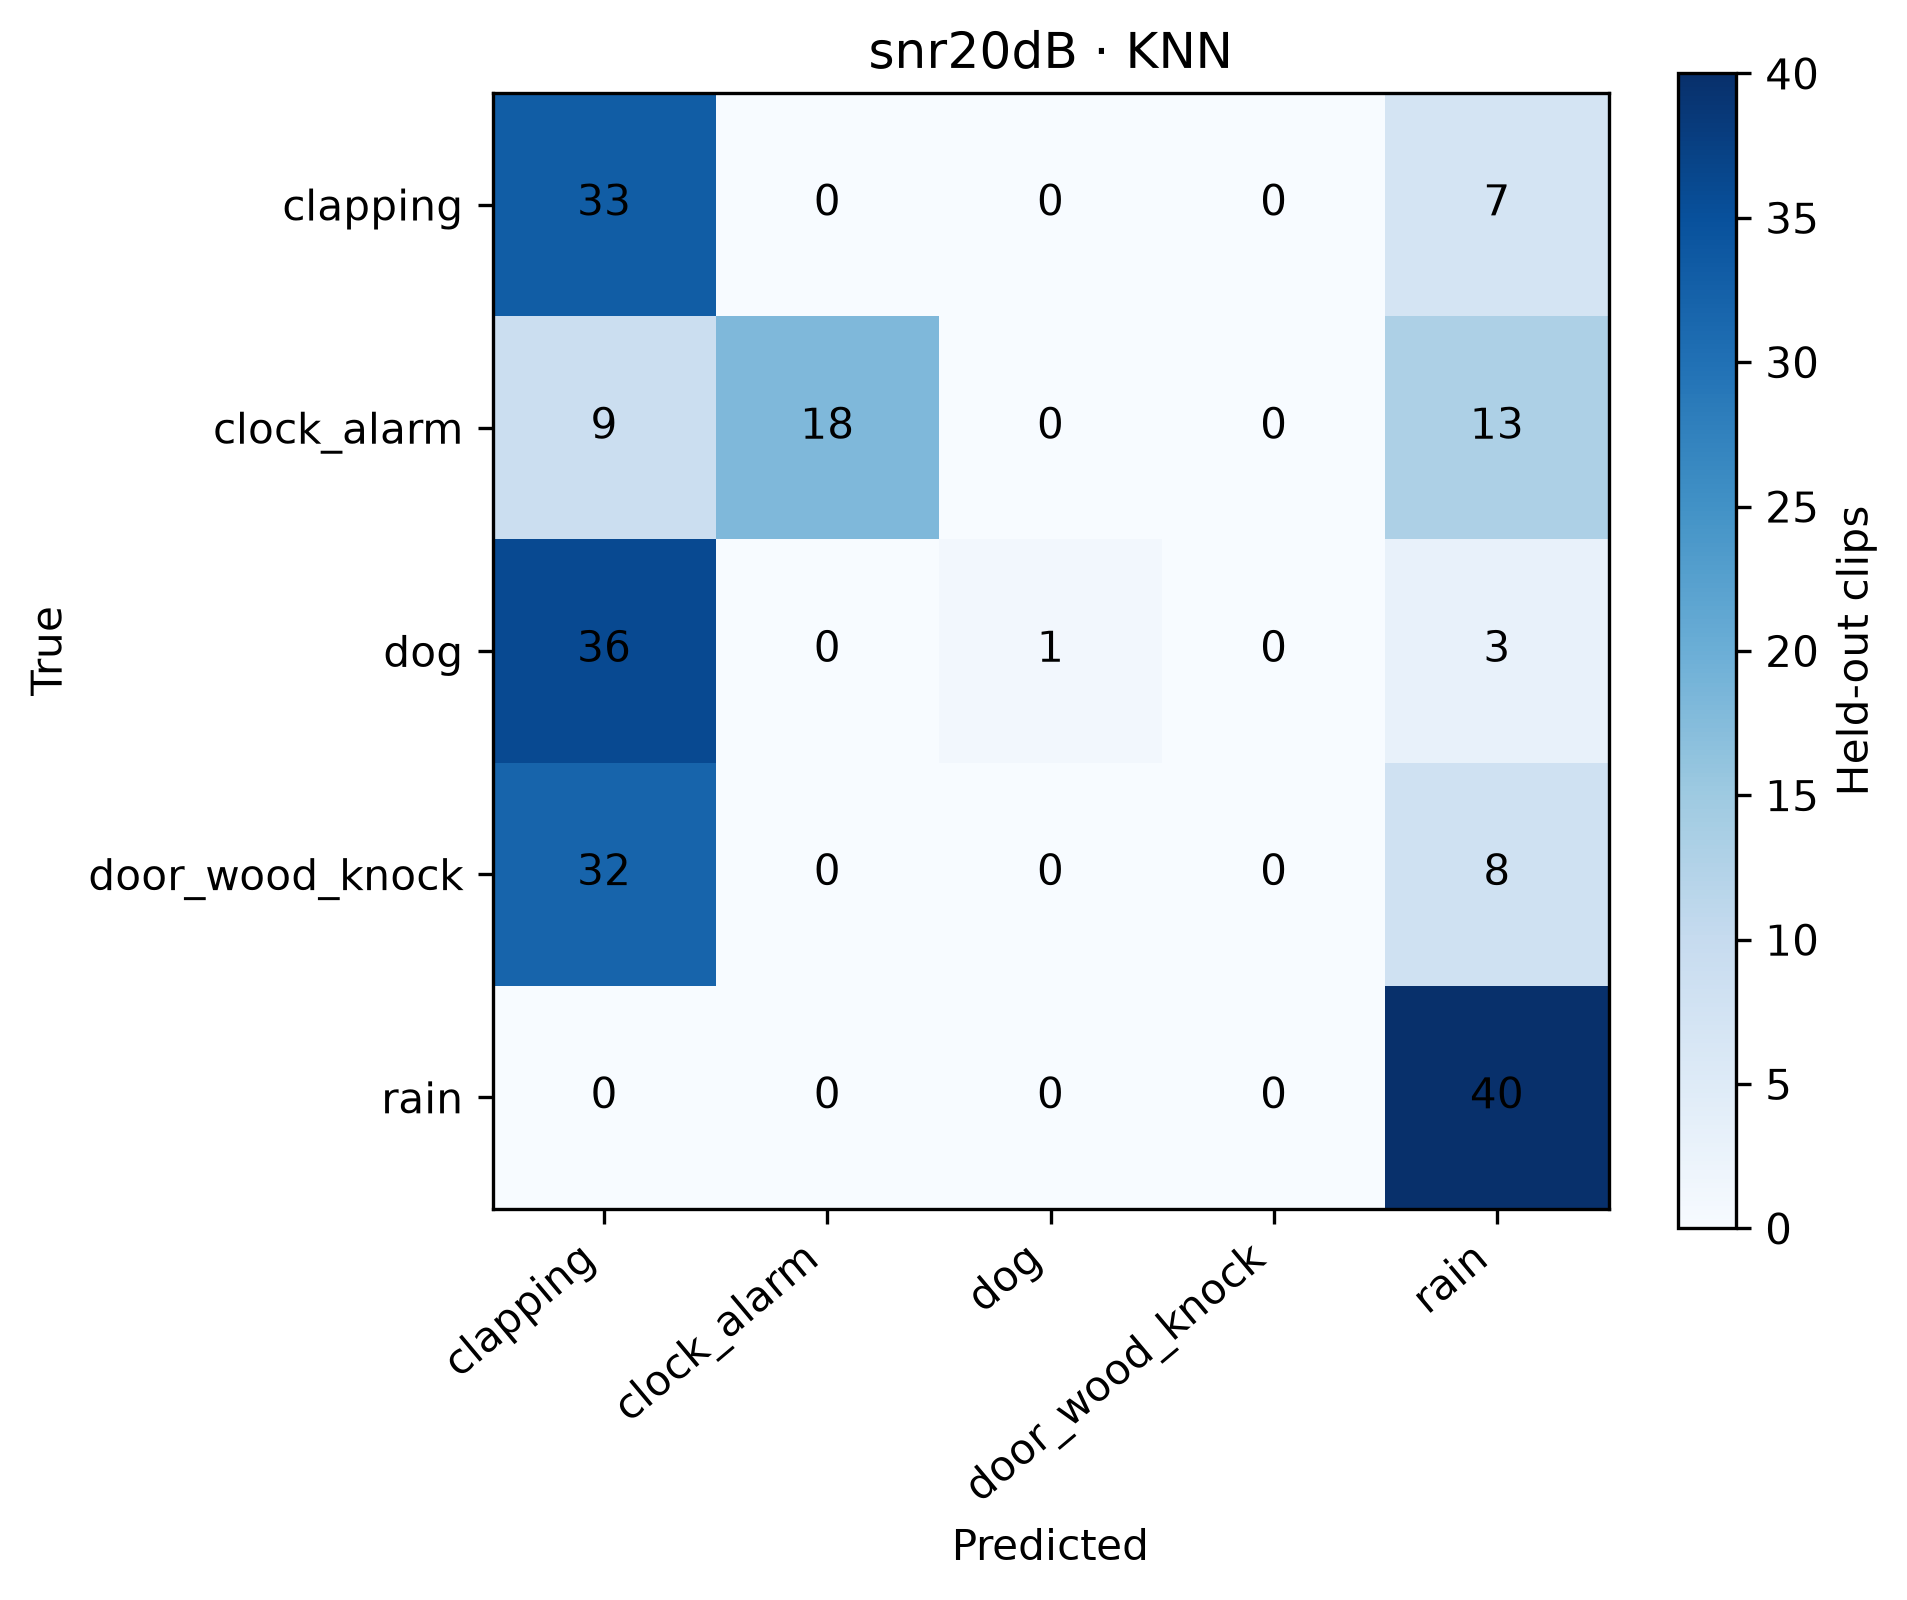 snr20dB · KNN
True
clapping 33 0 0 0 7
clock_alarm 9 18 0 0 13
dog 36 0 1 0 3
door_wood_knock 32 0 0 0 8
rain 0 0 0 0 40
clapping clock_alarm dog door_wood_knock rain
Predicted
40
35
30
25
20
15
10
5
0
Held-out clips